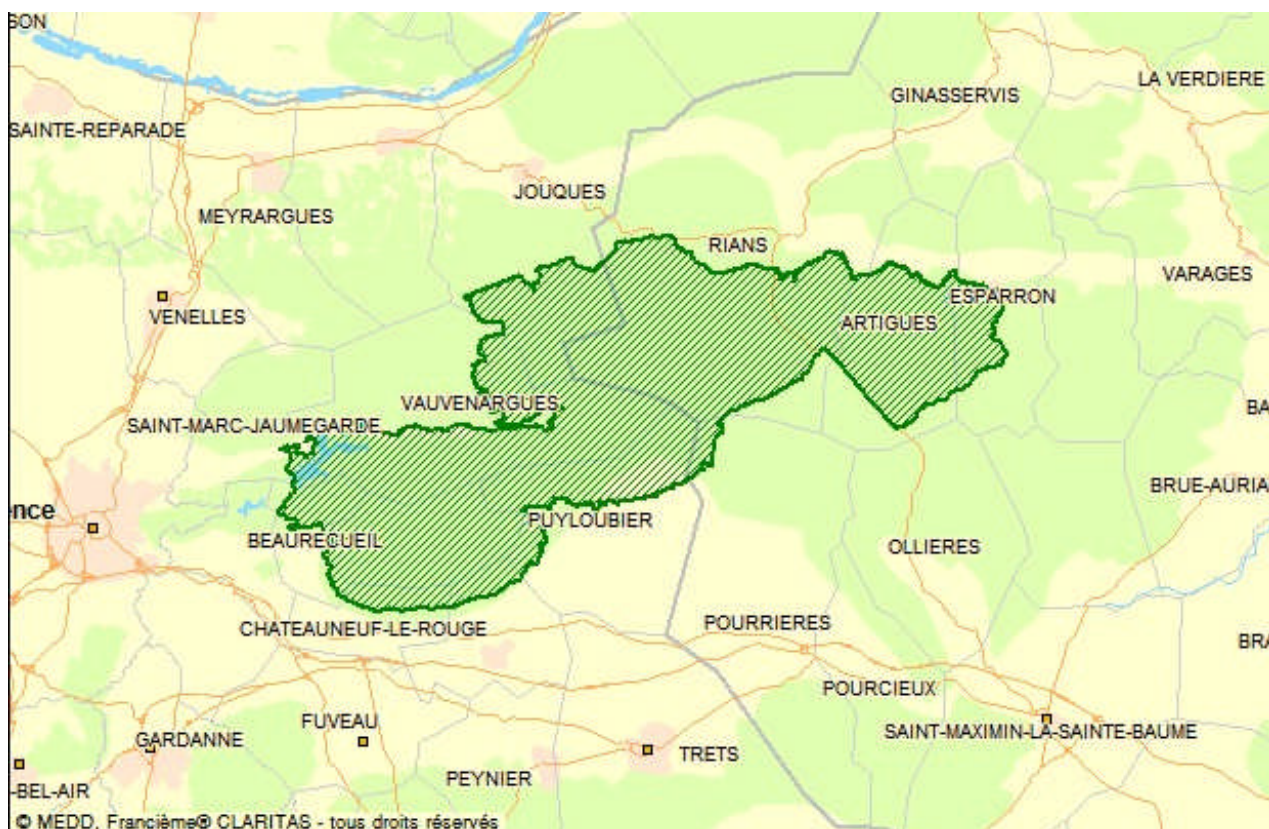 SON
LA VERDIERE
GINASSERVIS
SAINTE-REPARADE
JOUQUES
MEYRARGUES
RIANS
VARAGES
ESPARRON
VENELLES
ARTIGUES
VAUVENARGUES
BA
SAINT-MARC-JAUMEGARDE
BRUE-AURIA
ence
PUYLOUBIER
BEAURECUEIL
OLLIERES
POURRIERES
CHATEAUNEUF-LE-ROUGE
BRA
POURCIEUX
FUVEAU
SAINT-MAXIMIN-LA-SAINTE-BAUME
GARDANNE
TRETS
PEYNIER
-BEL-AIR
© MEDD, Francième® CLARITAS - tous droits réservés